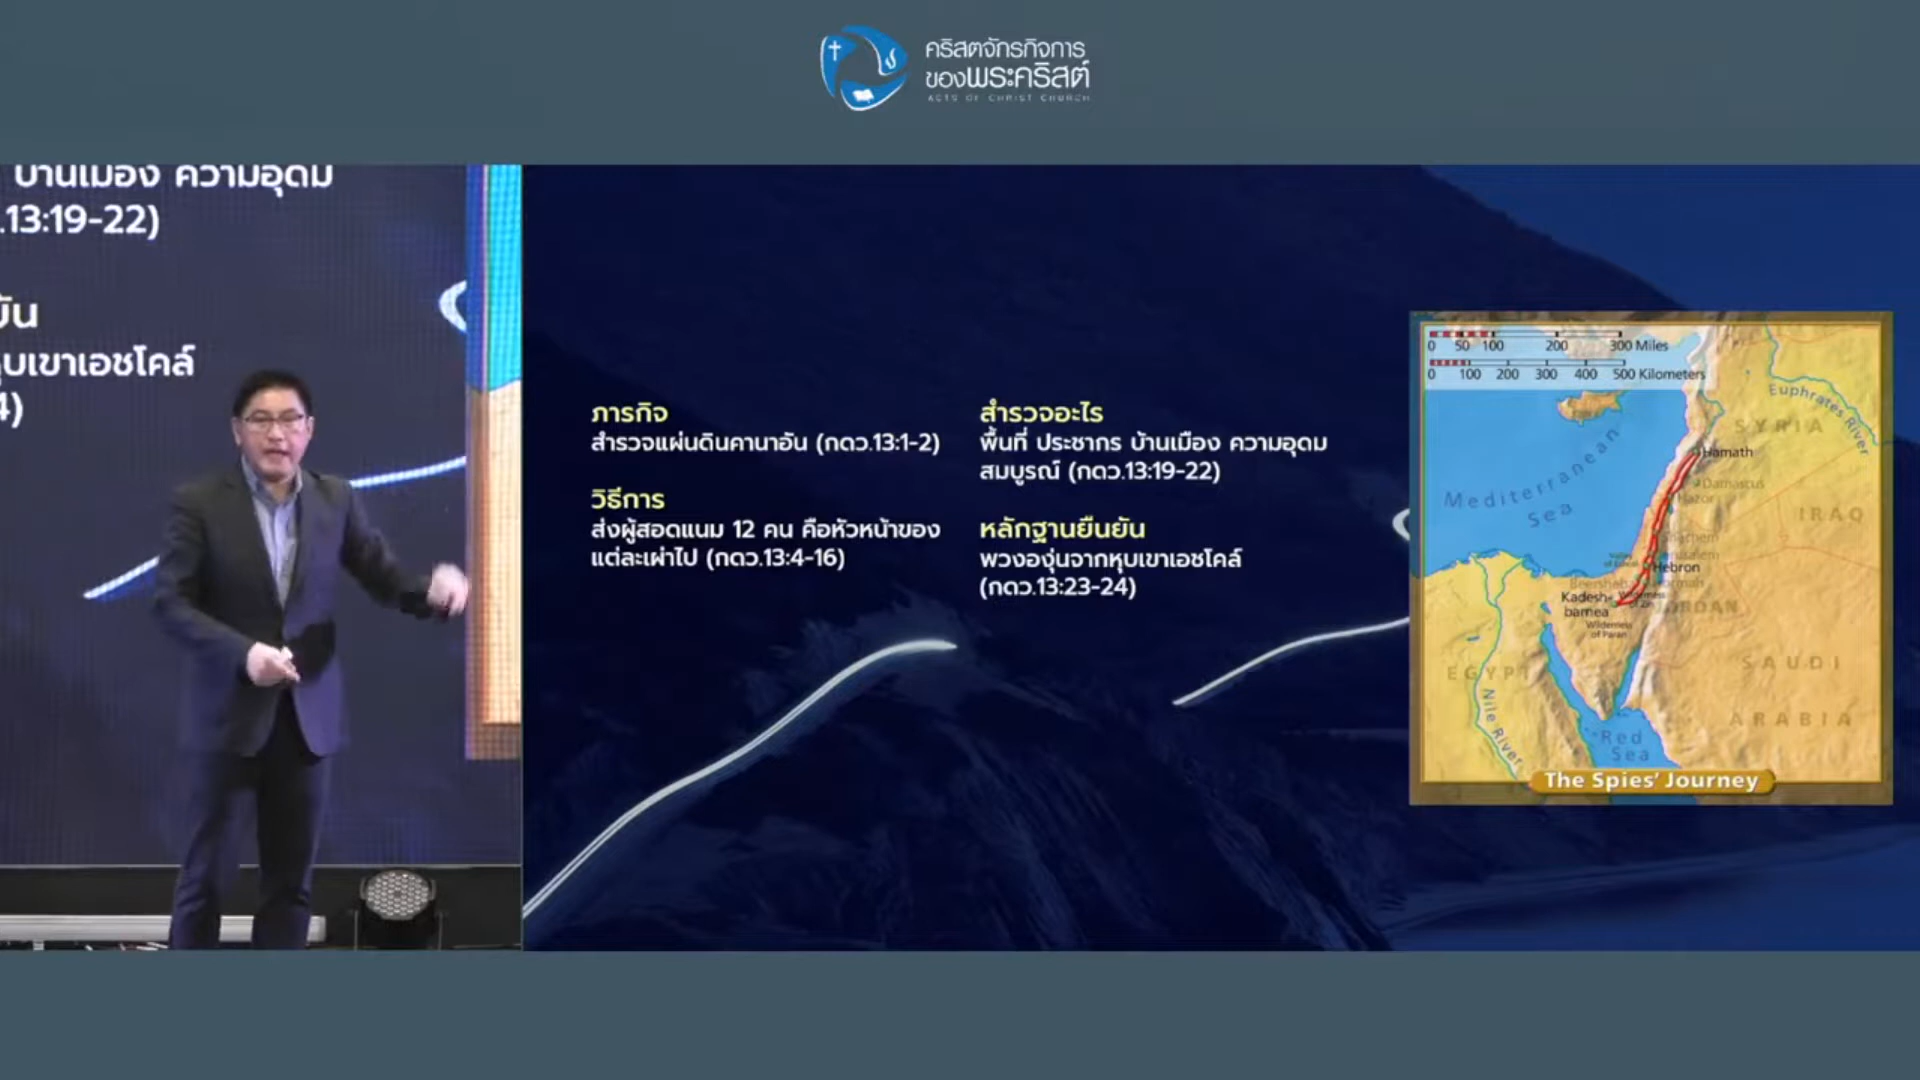 คริสตจักรกิจการ
ของพระคริสต์
ACTS OF CHRIST CHURCH
บ้านเมือง ความอุดม
.13:19-22)
ยัน
หุบเขาเอชโคล์
4)
ภารกิจ
สำรวจแผ่นดินคานาอัน (กดว.13:1-2)
วิธีการ
ส่งผู้สอดแนม 12 คน คือหัวหน้าของ
แต่ละเผ่าไป (กดว.13:4-16)
สำรวจอะไร
พื้นที่ ประชากร บ้านเมือง ความอุดม
สมบูรณ์ (กดว.13:19-22)
หลักฐานยืนยัน
พวงองุ่นจากหุบเขาเอชโคล์
(กดว.13:23-24)
0 50 100 200 300 Miles
0 100 200 300 400 500 Kilometers
Euphrates River
SYRIA
Hamath
Mediterranean
Sea
Damascus
Hazor
IRAQ
Hebron
Kadesh-
barnea
Wilderness
of Zin
JORDAN
Wilderness
of Paran
EGYPT
Nile River
SAUDI
ARABIA
Red
Sea
The Spies' Journey